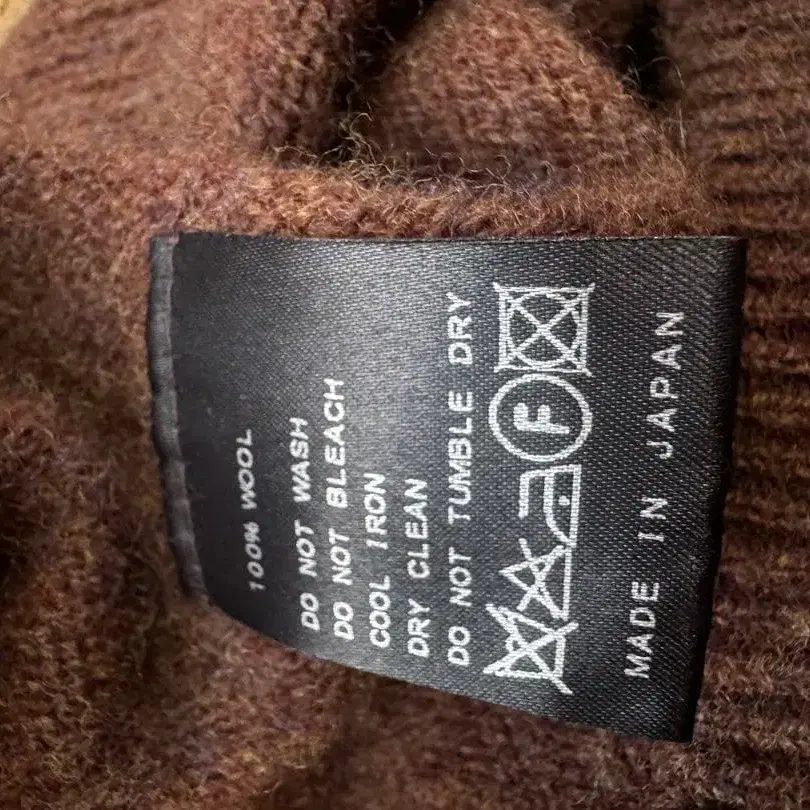 100% WOOL
DO NOT WASH
DO NOT BLEACH
COOL IRON
DRY CLEAN
DO NOT TUMBLE DRY
F
MADE IN JAPAN